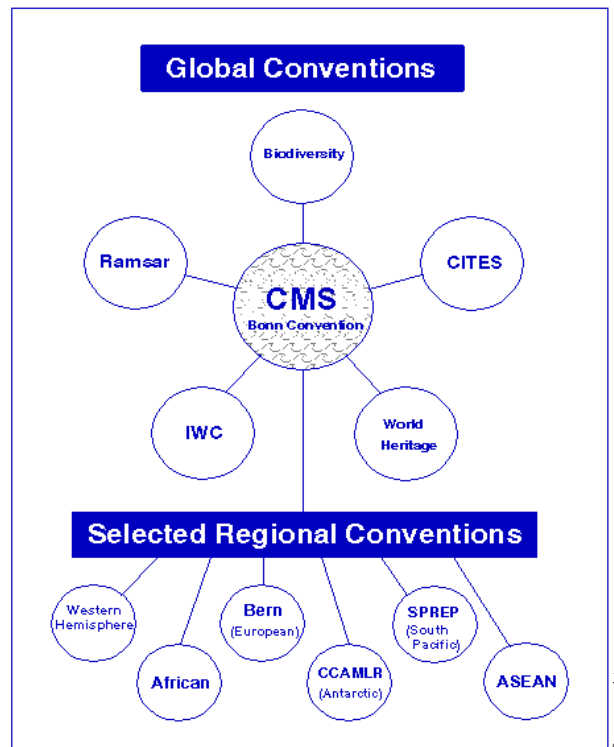 Global Conventions
Biodiversity
Ramsar
CITES
CMS
Bonn Convention
IWC
World
Heritage
Selected Regional Conventions
Western
Hemisphere
African
Bern
(European)
CCAMLR
(Antarctic)
SPREP
(South
Pacific)
ASEAN